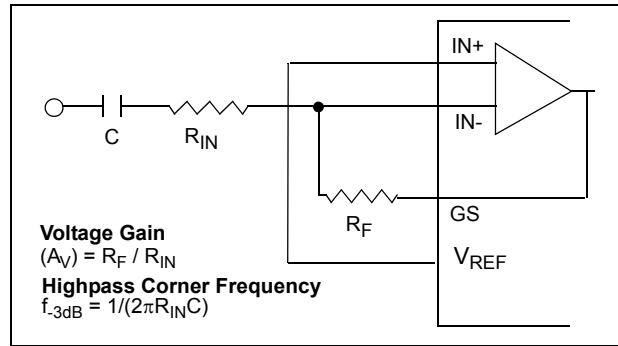 IN+
C
R_IN
IN-
R_F
GS
V_REF
Voltage Gain
(A_V) = R_F / R_IN
Highpass Corner Frequency
f_-3dB = 1/(2πR_INC)